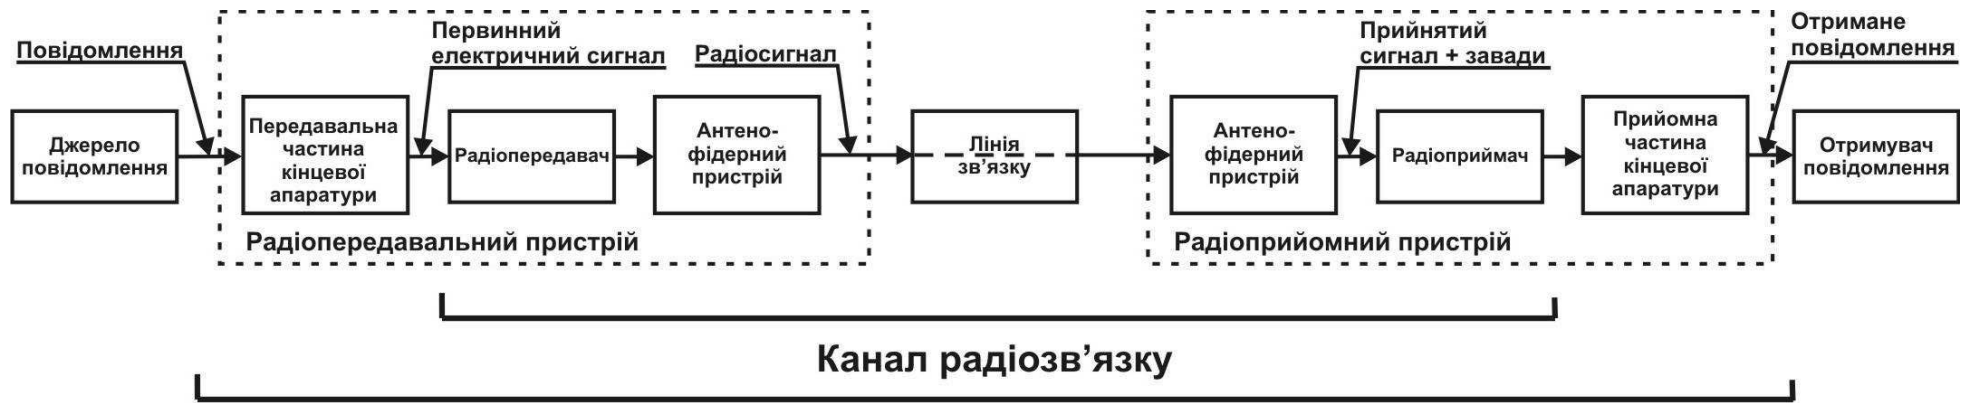 Повідомлення
Первинний
електричний сигнал
Радіосигнал
Прийнятий
сигнал + завади
Отримане
повідомлення
Джерело
повідомлення
Передавальна
частина
кінцевої
апаратури
Радіопередавач
Антено-
фідерний
пристрій
Лінія
зв’язку
Антено-
фідерний
пристрій
Радіоприймач
Прийомна
частина
кінцевої
апаратури
Отримувач
повідомлення
Радіопередавальний пристрій
Радіоприйомний пристрій
Канал радіозв’язку